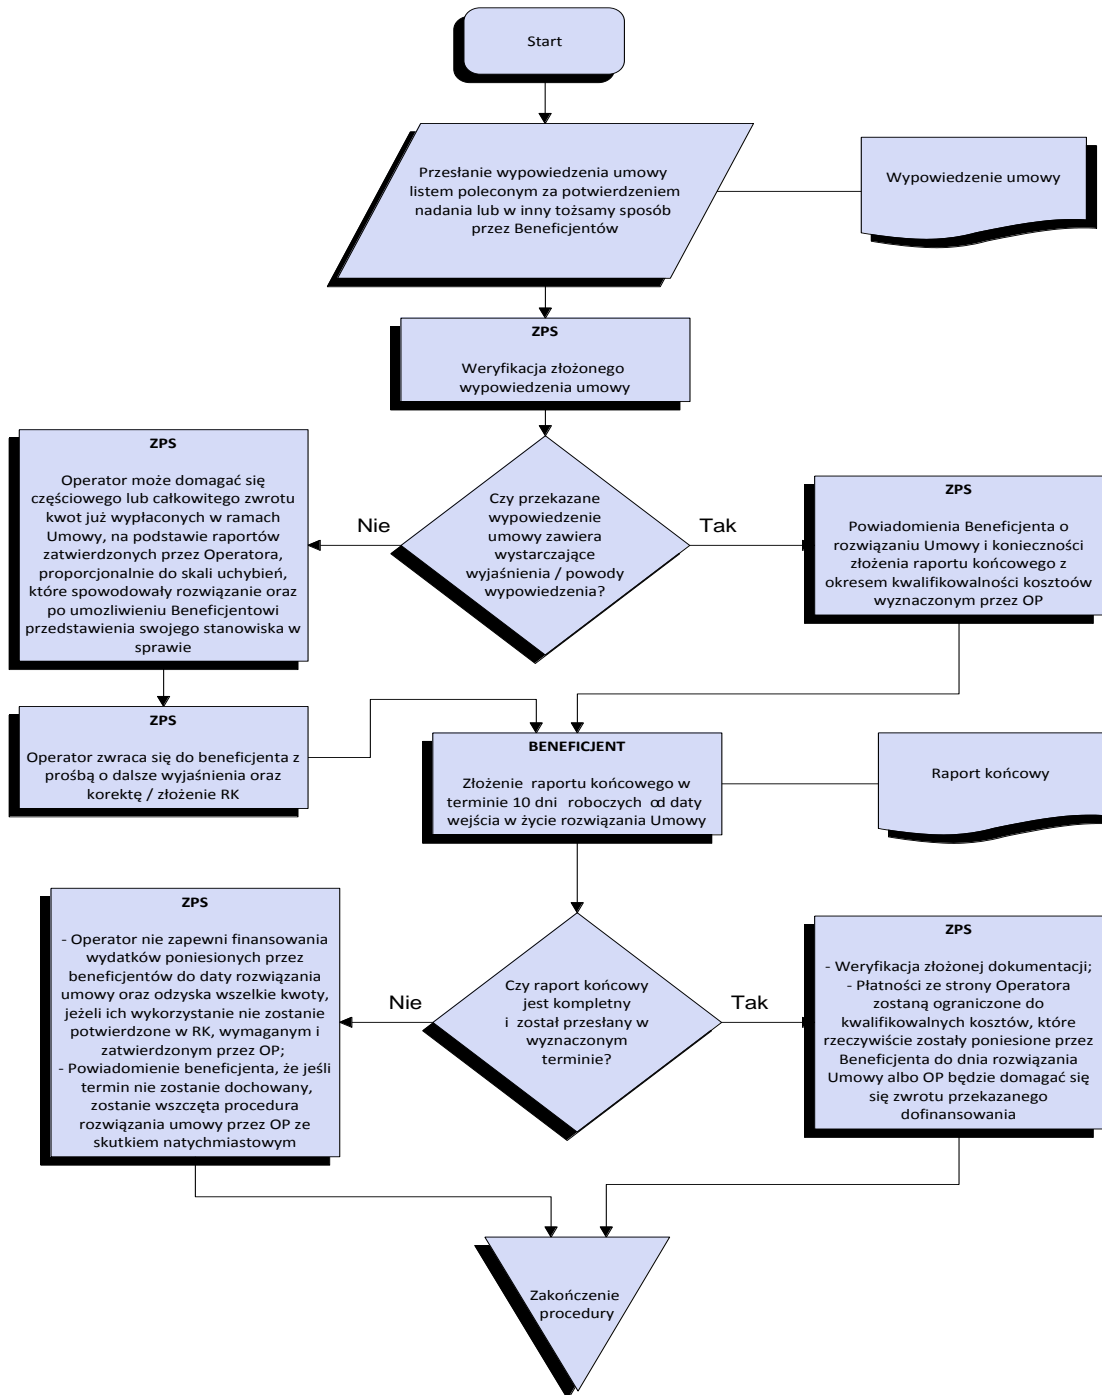 Start
Przesłanie wypowiedzenia umowy
listem poleconym za potwierdzeniem
nadania lub w inny tożsamy sposób
przez Beneficjentów
Wypowiedzenie umowy
ZPS
Weryfikacja złożonego
wypowiedzenia umowy
Czy przekazane
wypowiedzenie
umowy zawiera
wystarczające
wyjaśnienia / powody
wypowiedzenia?
Nie
Tak
ZPS
Operator może domagać się
częściowego lub całkowitego zwrotu
kwot już wypłaconych w ramach
Umowy, na podstawie raportów
zatwierdzonych przez Operatora,
proporcjonalnie do skali uchybień,
które spowodowały rozwiązanie oraz
po umozliwieniu Beneficjentowi
przedstawienia swojego stanowiska w
sprawie
ZPS
Powiadomienia Beneficjenta o
rozwiązaniu Umowy i konieczności
złożenia raportu końcowego z
okresem kwalifikowalności kosztoów
wyznaczonym przez OP
ZPS
Operator zwraca się do beneficjenta z
prośbą o dalsze wyjaśnienia oraz
korektę / złożenie RK
BENEFICJENT
Złożenie raportu końcowego w
terminie 10 dni roboczych od daty
wejścia w życie rozwiązania Umowy
Raport końcowy
Czy raport końcowy
jest kompletny
i został przesłany w
wyznaczonym
terminie?
Nie
Tak
ZPS
- Operator nie zapewni finansowania
wydatków poniesionych przez
beneficjentów do daty rozwiązania
umowy oraz odzyska wszelkie kwoty,
jeżeli ich wykorzystanie nie zostanie
potwierdzone w RK, wymaganym i
zatwierdzonym przez OP;
- Powiadomienie beneficjenta, że jeśli
termin nie zostanie dochowany,
zostanie wszczęta procedura
rozwiązania umowy przez OP ze
skutkiem natychmiastowym
ZPS
- Weryfikacja złożonej dokumentacji;
- Płatności ze strony Operatora
zostaną ograniczone do
kwalifikowalnych kosztów, które
rzeczywiście zostały poniesione przez
Beneficjenta do dnia rozwiązania
Umowy albo OP będzie domagać się
się zwrotu przekazanego
dofinansowania
Zakończenie
procedury